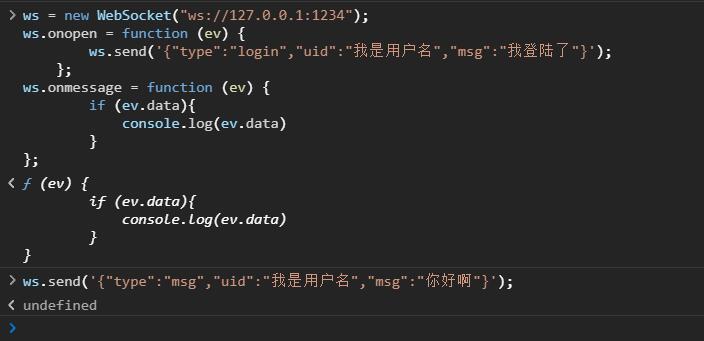 > ws = new WebSocket("ws://127.0.0.1:1234");
ws.onopen = function (ev) {
        ws.send('{"type":"login","uid":"我是用户名","msg":"我登陆了"}');
    };
ws.onmessage = function (ev) {
        if (ev.data){
            console.log(ev.data)
        }
};
< ƒ (ev) {
        if (ev.data){
            console.log(ev.data)
        }
}
> ws.send('{"type":"msg","uid":"我是用户名","msg":"你好啊"}');
< undefined
>